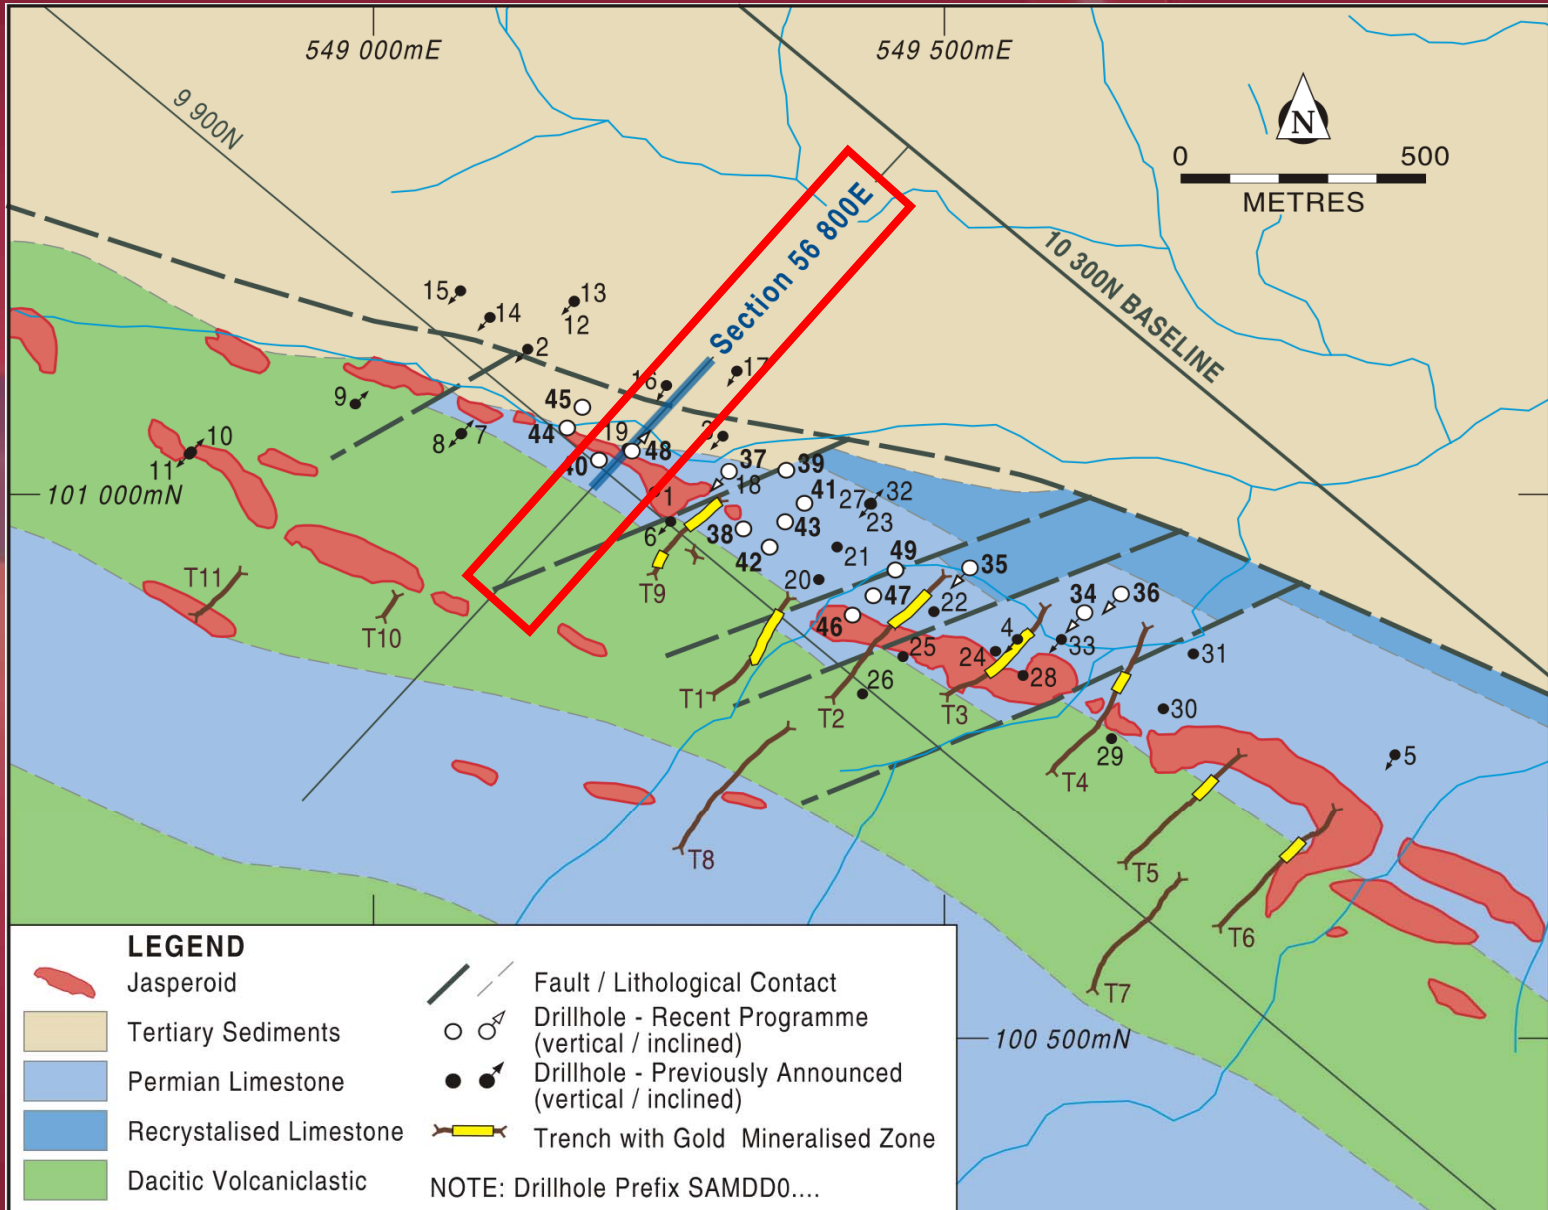 549 000mE
549 500mE
9 900N
N
0 500
METRES
Section 56 800E
10 300N BASELINE
15
14
13
12
2
16
17
9
45
44
19
48
3
8
7
10
11
40
37
18
39
101 000mN
1
6
41
27
32
23
38
43
42
21
49
35
20
47
22
46
34
36
4
33
24
25
28
26
31
30
29
5
T11
T10
T9
T1
T2
T3
T4
T8
T5
T6
T7
100 500mN
LEGEND
Jasperoid
Tertiary Sediments
Permian Limestone
Recrystalised Limestone
Dacitic Volcaniclastic
Fault / Lithological Contact
Drillhole - Recent Programme
(vertical / inclined)
Drillhole - Previously Announced
(vertical / inclined)
Trench with Gold Mineralised Zone
NOTE: Drillhole Prefix SAMDD0....